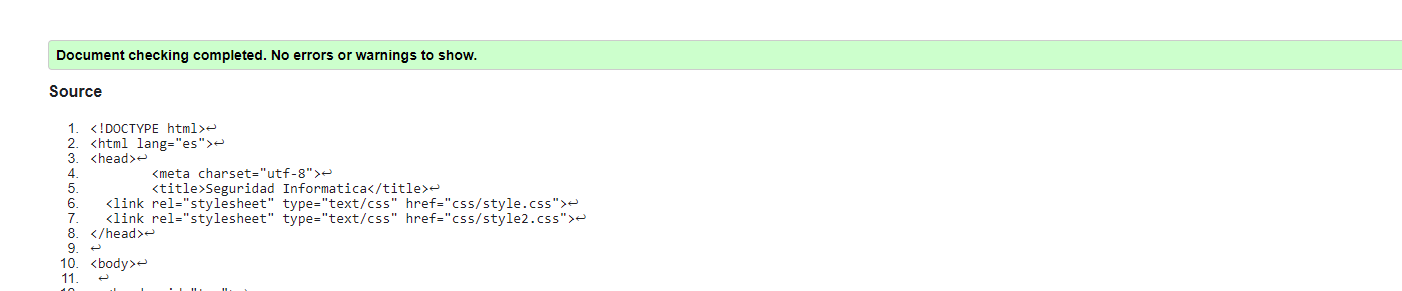 Document checking completed. No errors or warnings to show.
Source
1. <!DOCTYPE html>↩
2. <html lang="es">↩
3. <head>↩
4. <meta charset="utf-8">↩
5. <title>Seguridad Informatica</title>↩
6. <link rel="stylesheet" type="text/css" href="css/style.css">↩
7. <link rel="stylesheet" type="text/css" href="css/style2.css">↩
8. </head>↩
9. ↩
10. <body>↩
11. ↩